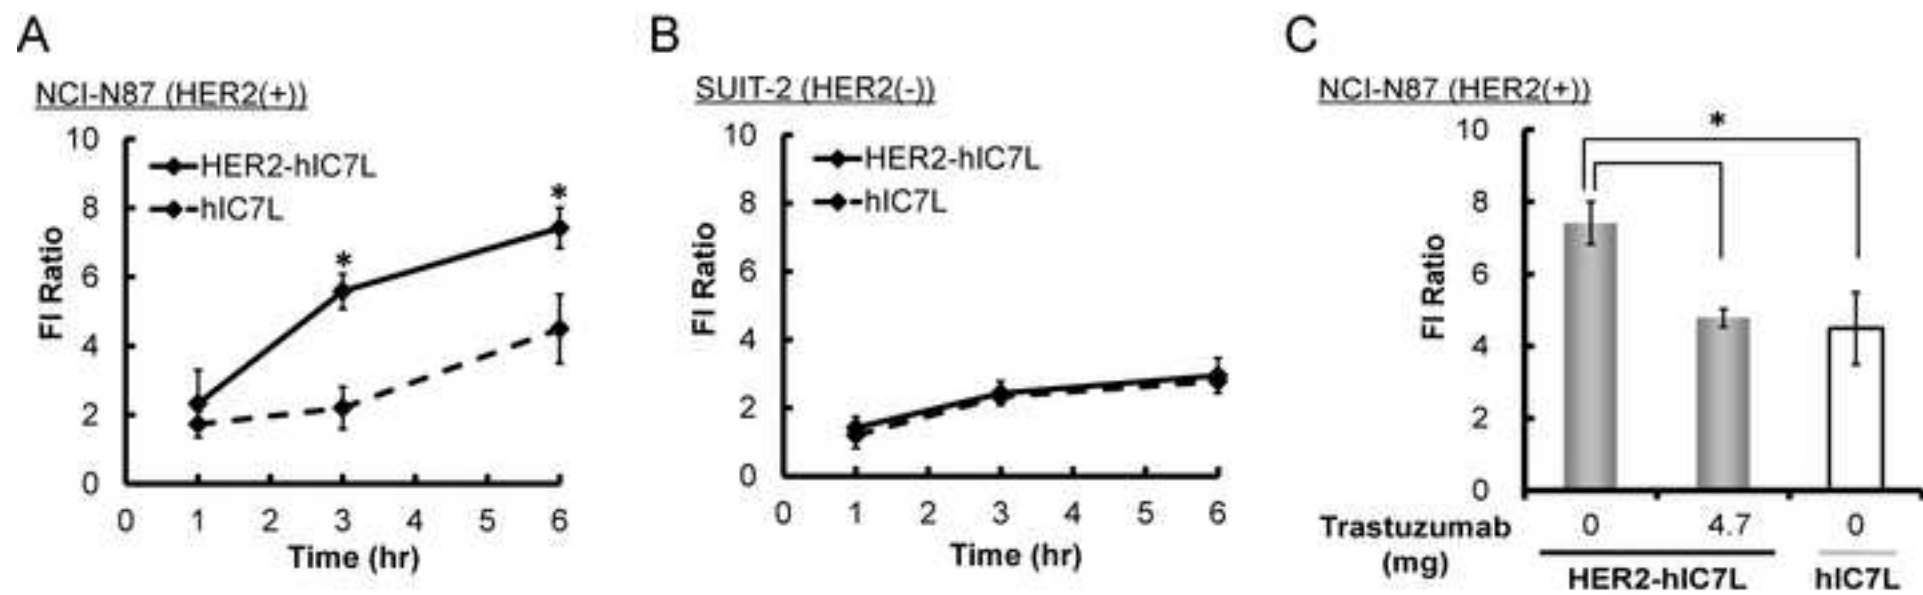 A
NCI-N87 (HER2(+))
10
8
6
4
2
0
FI Ratio
HER2-hIC7L
hIC7L
*
*
0 1 2 3 4 5 6
Time (hr)
B
SUIT-2 (HER2(-))
10
8
6
4
2
0
FI Ratio
HER2-hIC7L
hIC7L
0 1 2 3 4 5 6
Time (hr)
C
NCI-N87 (HER2(+))
*
10
8
6
4
2
0
FI Ratio
Trastuzumab 0 4.7 0
(mg)
HER2-hIC7L hIC7L